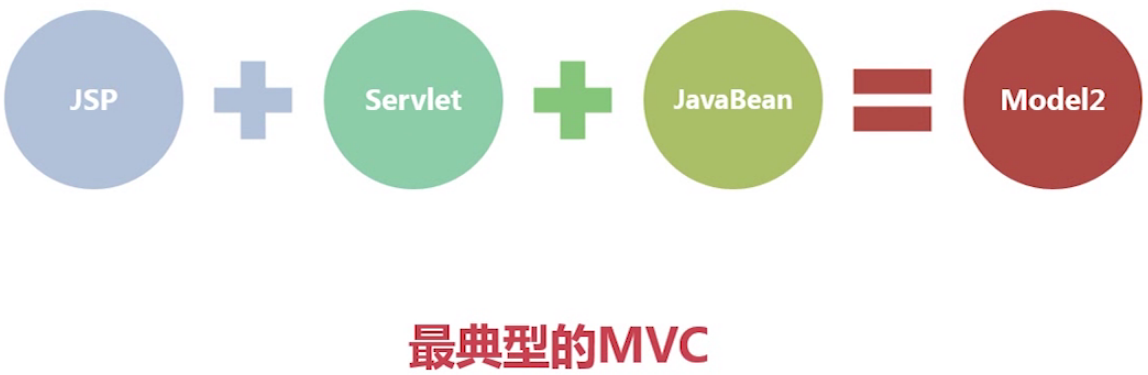 JSP + Servlet + JavaBean = Model2
最典型的MVC